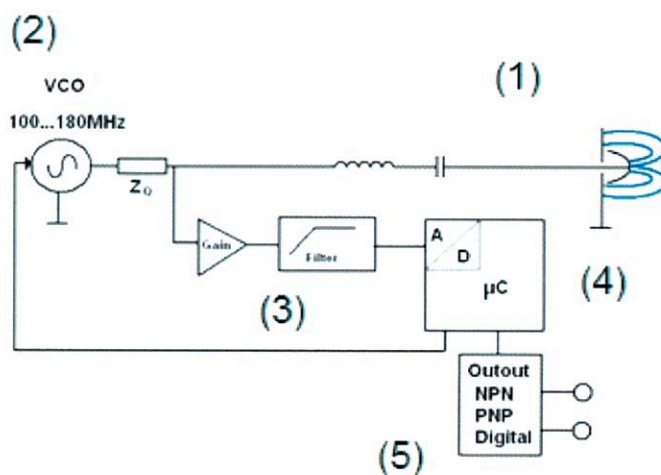 (2)
(1)
VCO
100...180MHz
Z₀
Gain
Filter
A
D
µC
(3)
(4)
Outout
NPN
PNP
Digital
(5)